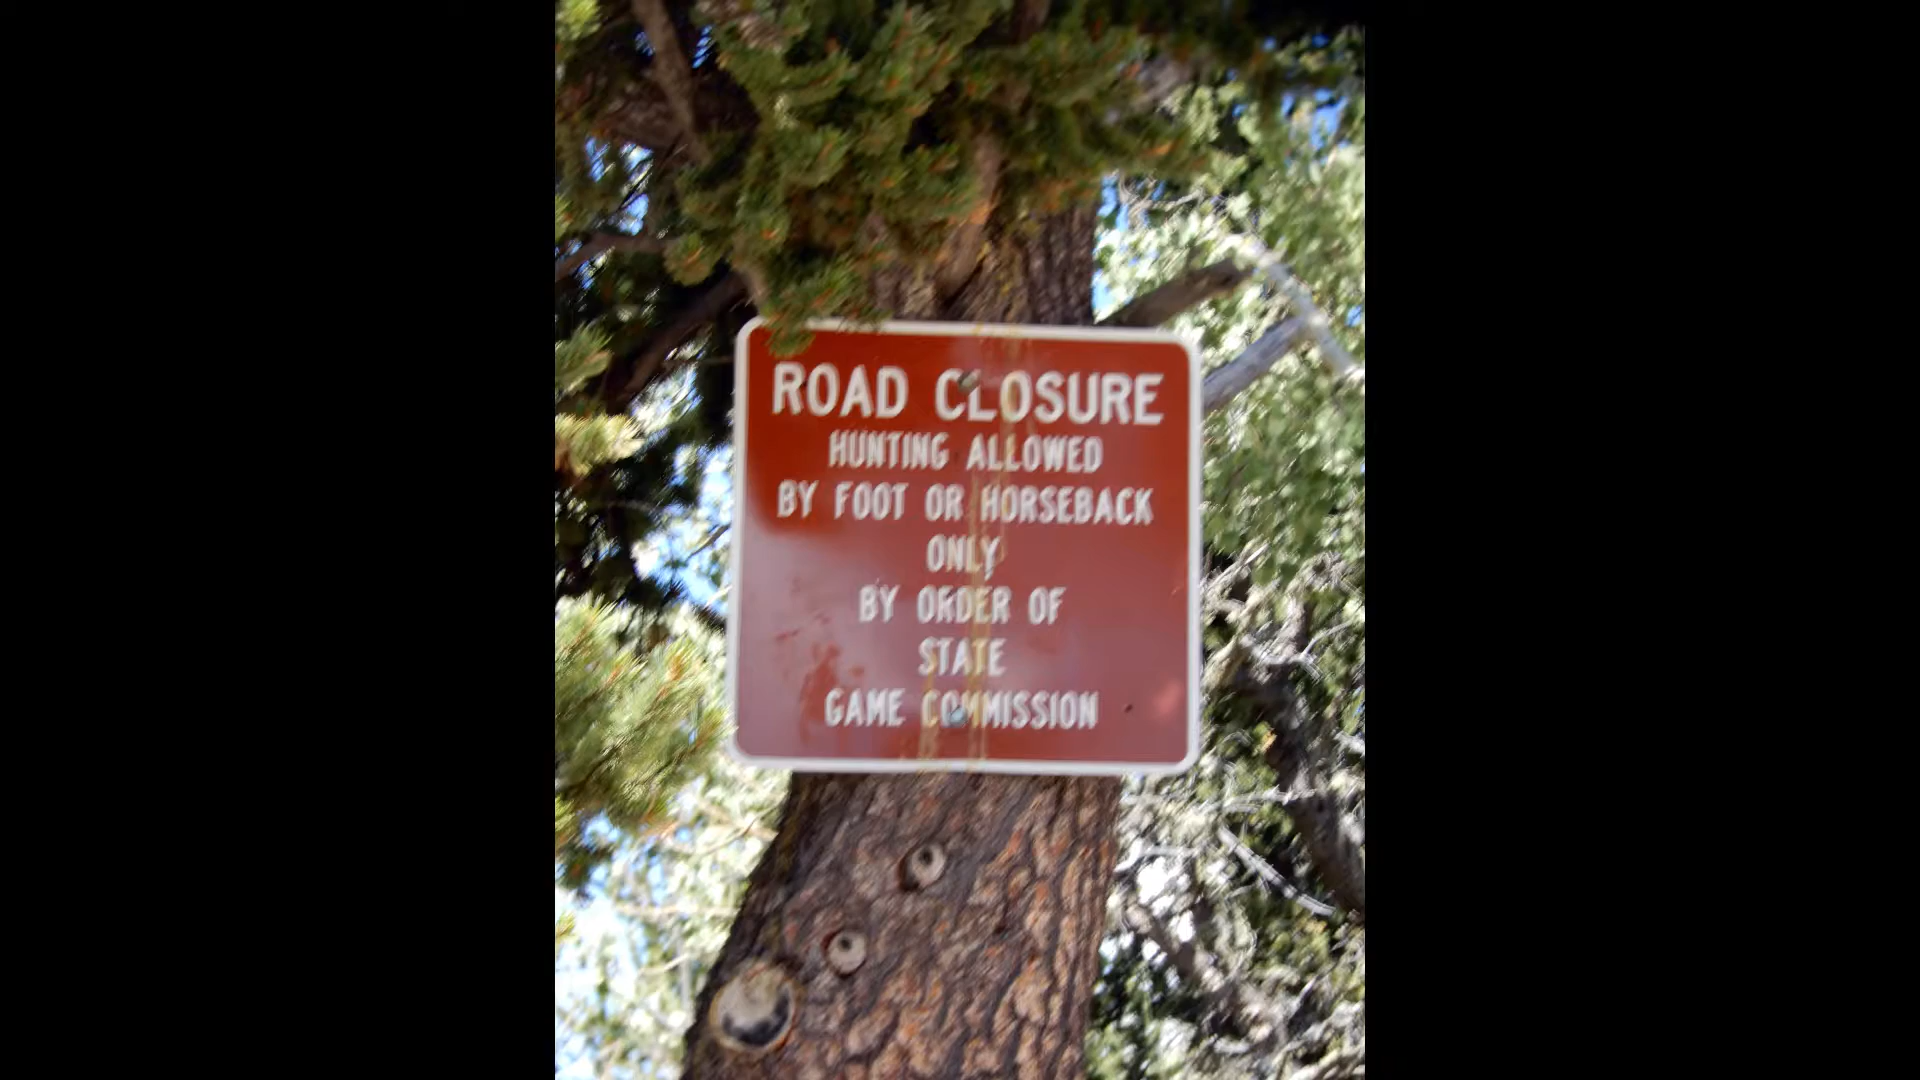 ROAD CLOSURE
HUNTING ALLOWED
BY FOOT OR HORSEBACK
ONLY
BY ORDER OF
STATE
GAME COMMISSION